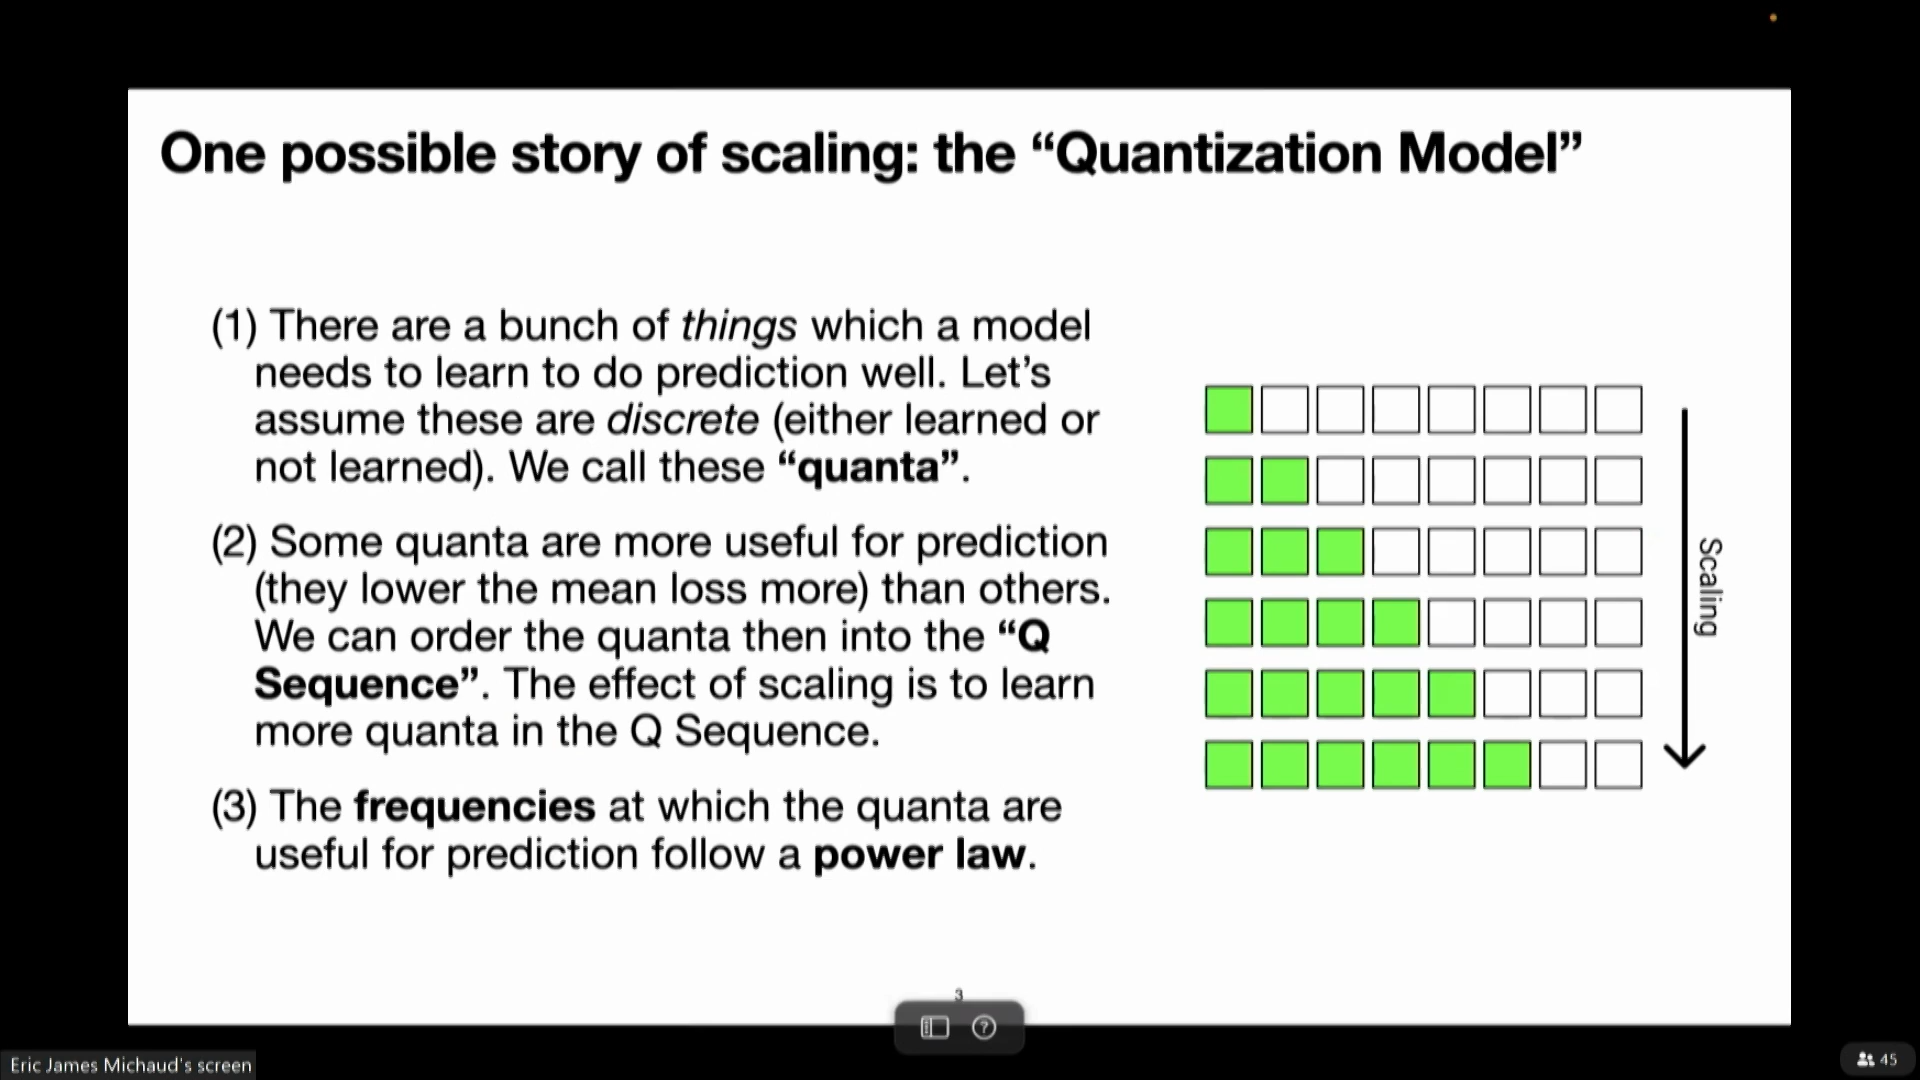 One possible story of scaling: the “Quantization Model”
(1) There are a bunch of things which a model
needs to learn to do prediction well. Let’s
assume these are discrete (either learned or
not learned). We call these “quanta”.
(2) Some quanta are more useful for prediction
(they lower the mean loss more) than others.
We can order the quanta then into the “Q
Sequence”. The effect of scaling is to learn
more quanta in the Q Sequence.
(3) The frequencies at which the quanta are
useful for prediction follow a power law.
Scaling
3
Eric James Michaud's screen
45